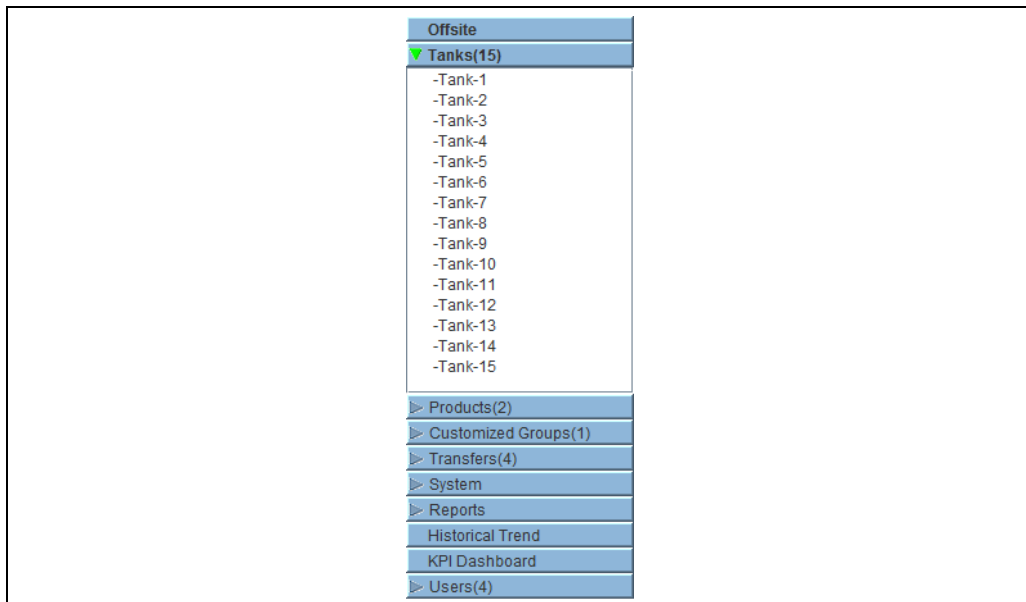 Offsite
Tanks(15)
-Tank-1
-Tank-2
-Tank-3
-Tank-4
-Tank-5
-Tank-6
-Tank-7
-Tank-8
-Tank-9
-Tank-10
-Tank-11
-Tank-12
-Tank-13
-Tank-14
-Tank-15
Products(2)
Customized Groups(1)
Transfers(4)
System
Reports
Historical Trend
KPI Dashboard
Users(4)